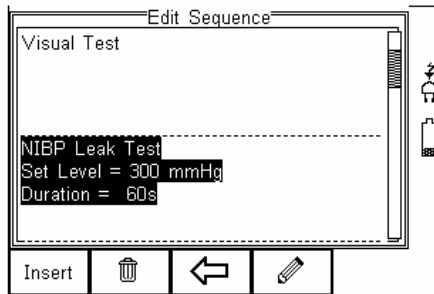 Edit Sequence
Visual Test
NIBP Leak Test
Set Level = 300 mmHg
Duration = 60s
Insert